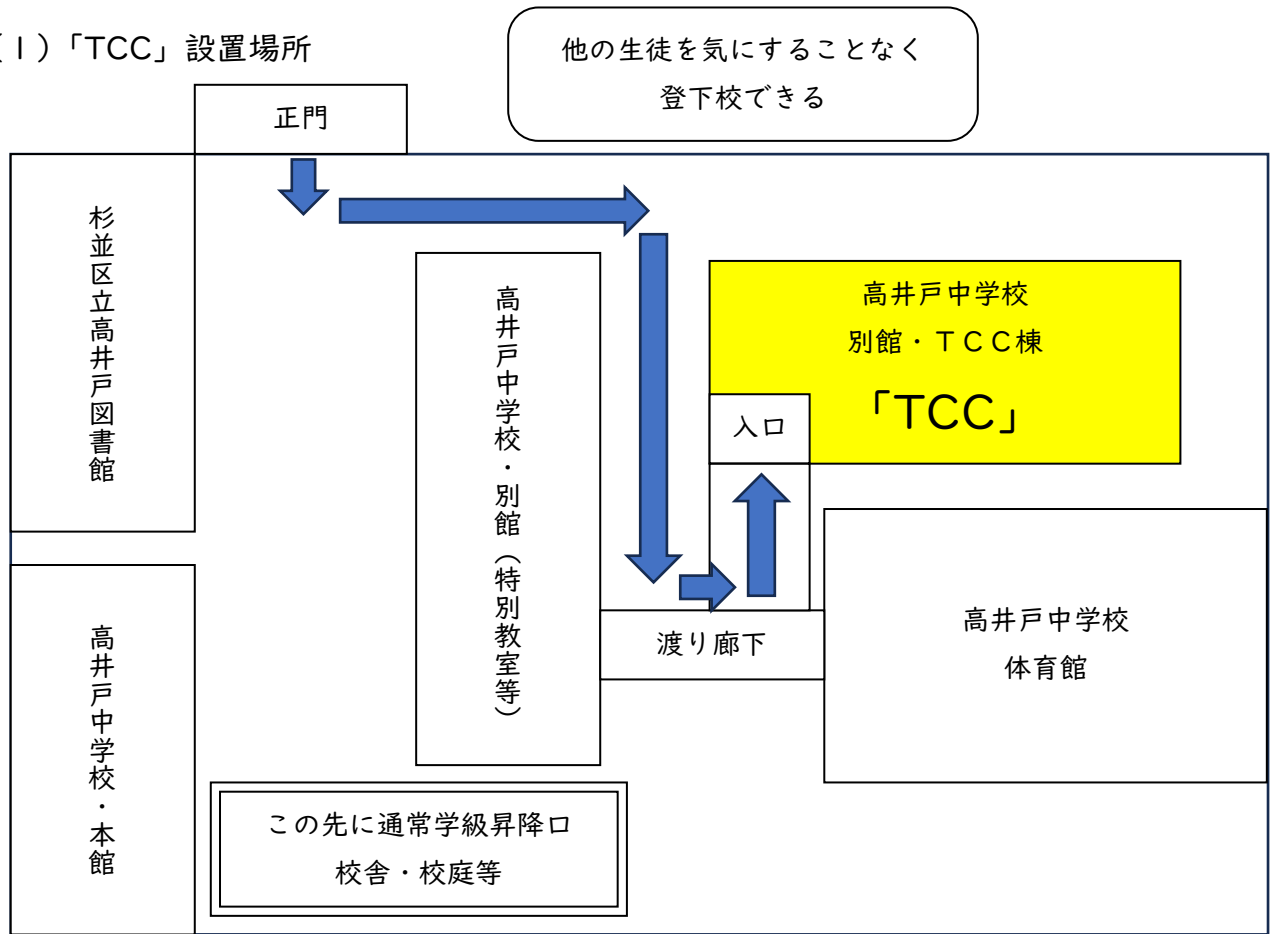 (1)「TCC」設置場所
他の生徒を気にすることなく
登下校できる
正門
杉並区立高井戸図書館
高井戸中学校・別館（特別教室等）
高井戸中学校
別館・ＴＣＣ棟
「TCC」
入口
渡り廊下
高井戸中学校
体育館
高井戸中学校・本館
この先に通常学級昇降口
校舎・校庭等